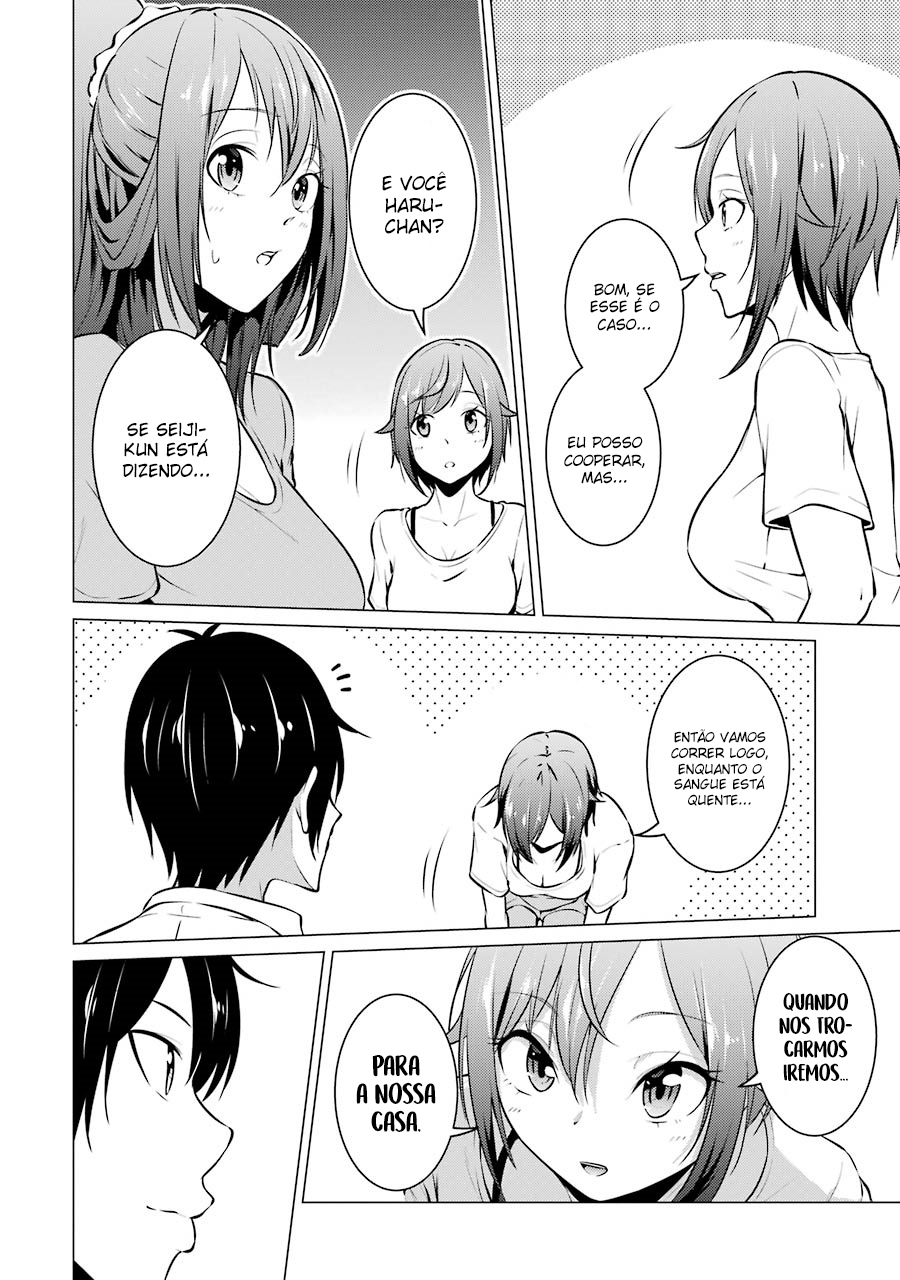 BOM, SE
ESSE É O
CASO...
EU POSSO
COOPERAR,
MAS...
E VOCÊ
HARU-
CHAN?
SE SEIJI-
KUN ESTÁ
DIZENDO...
ENTÃO VAMOS
CORRER LOGO,
ENQUANTO O
SANGUE ESTÁ
QUENTE...
QUANDO
NOS TRO-
CARMOS
IREMOS...
PARA
A NOSSA
CASA.